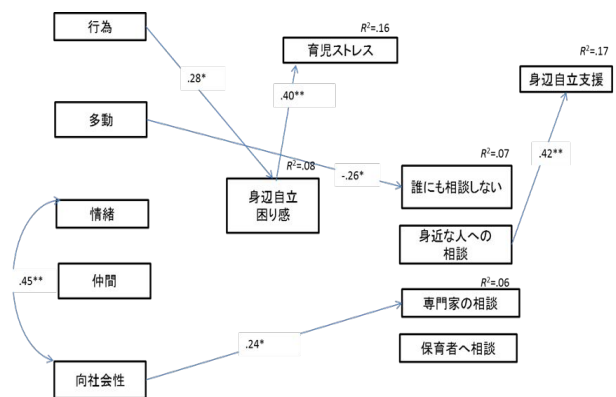 行為
R²=.16
育児ストレス
R²=.17
身辺自立支援
.28*
.40**
多動
R²=.08
R²=.07
.42**
-.26*
身辺自立
困り感
誰にも相談しない
情緒
身近な人への
相談
.45**
仲間
R²=.06
専門家の相談
.24*
保育者へ相談
向社会性